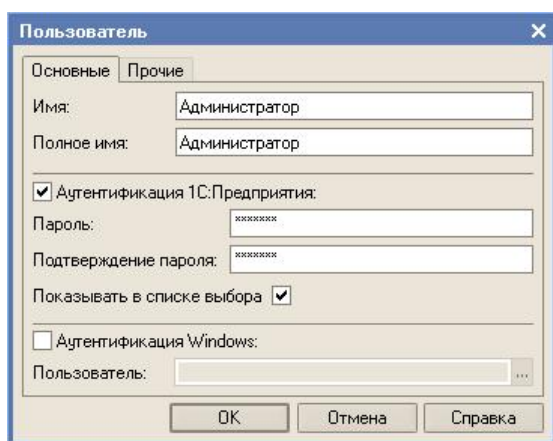 Пользователь
Основные Прочие
Имя: Администратор
Полное имя: Администратор
Аутентификация 1С:Предприятия:
Пароль: *******
Подтверждение пароля: *******
Показывать в списке выбора
Аутентификация Windows:
Пользователь: ...
OK Отмена Справка